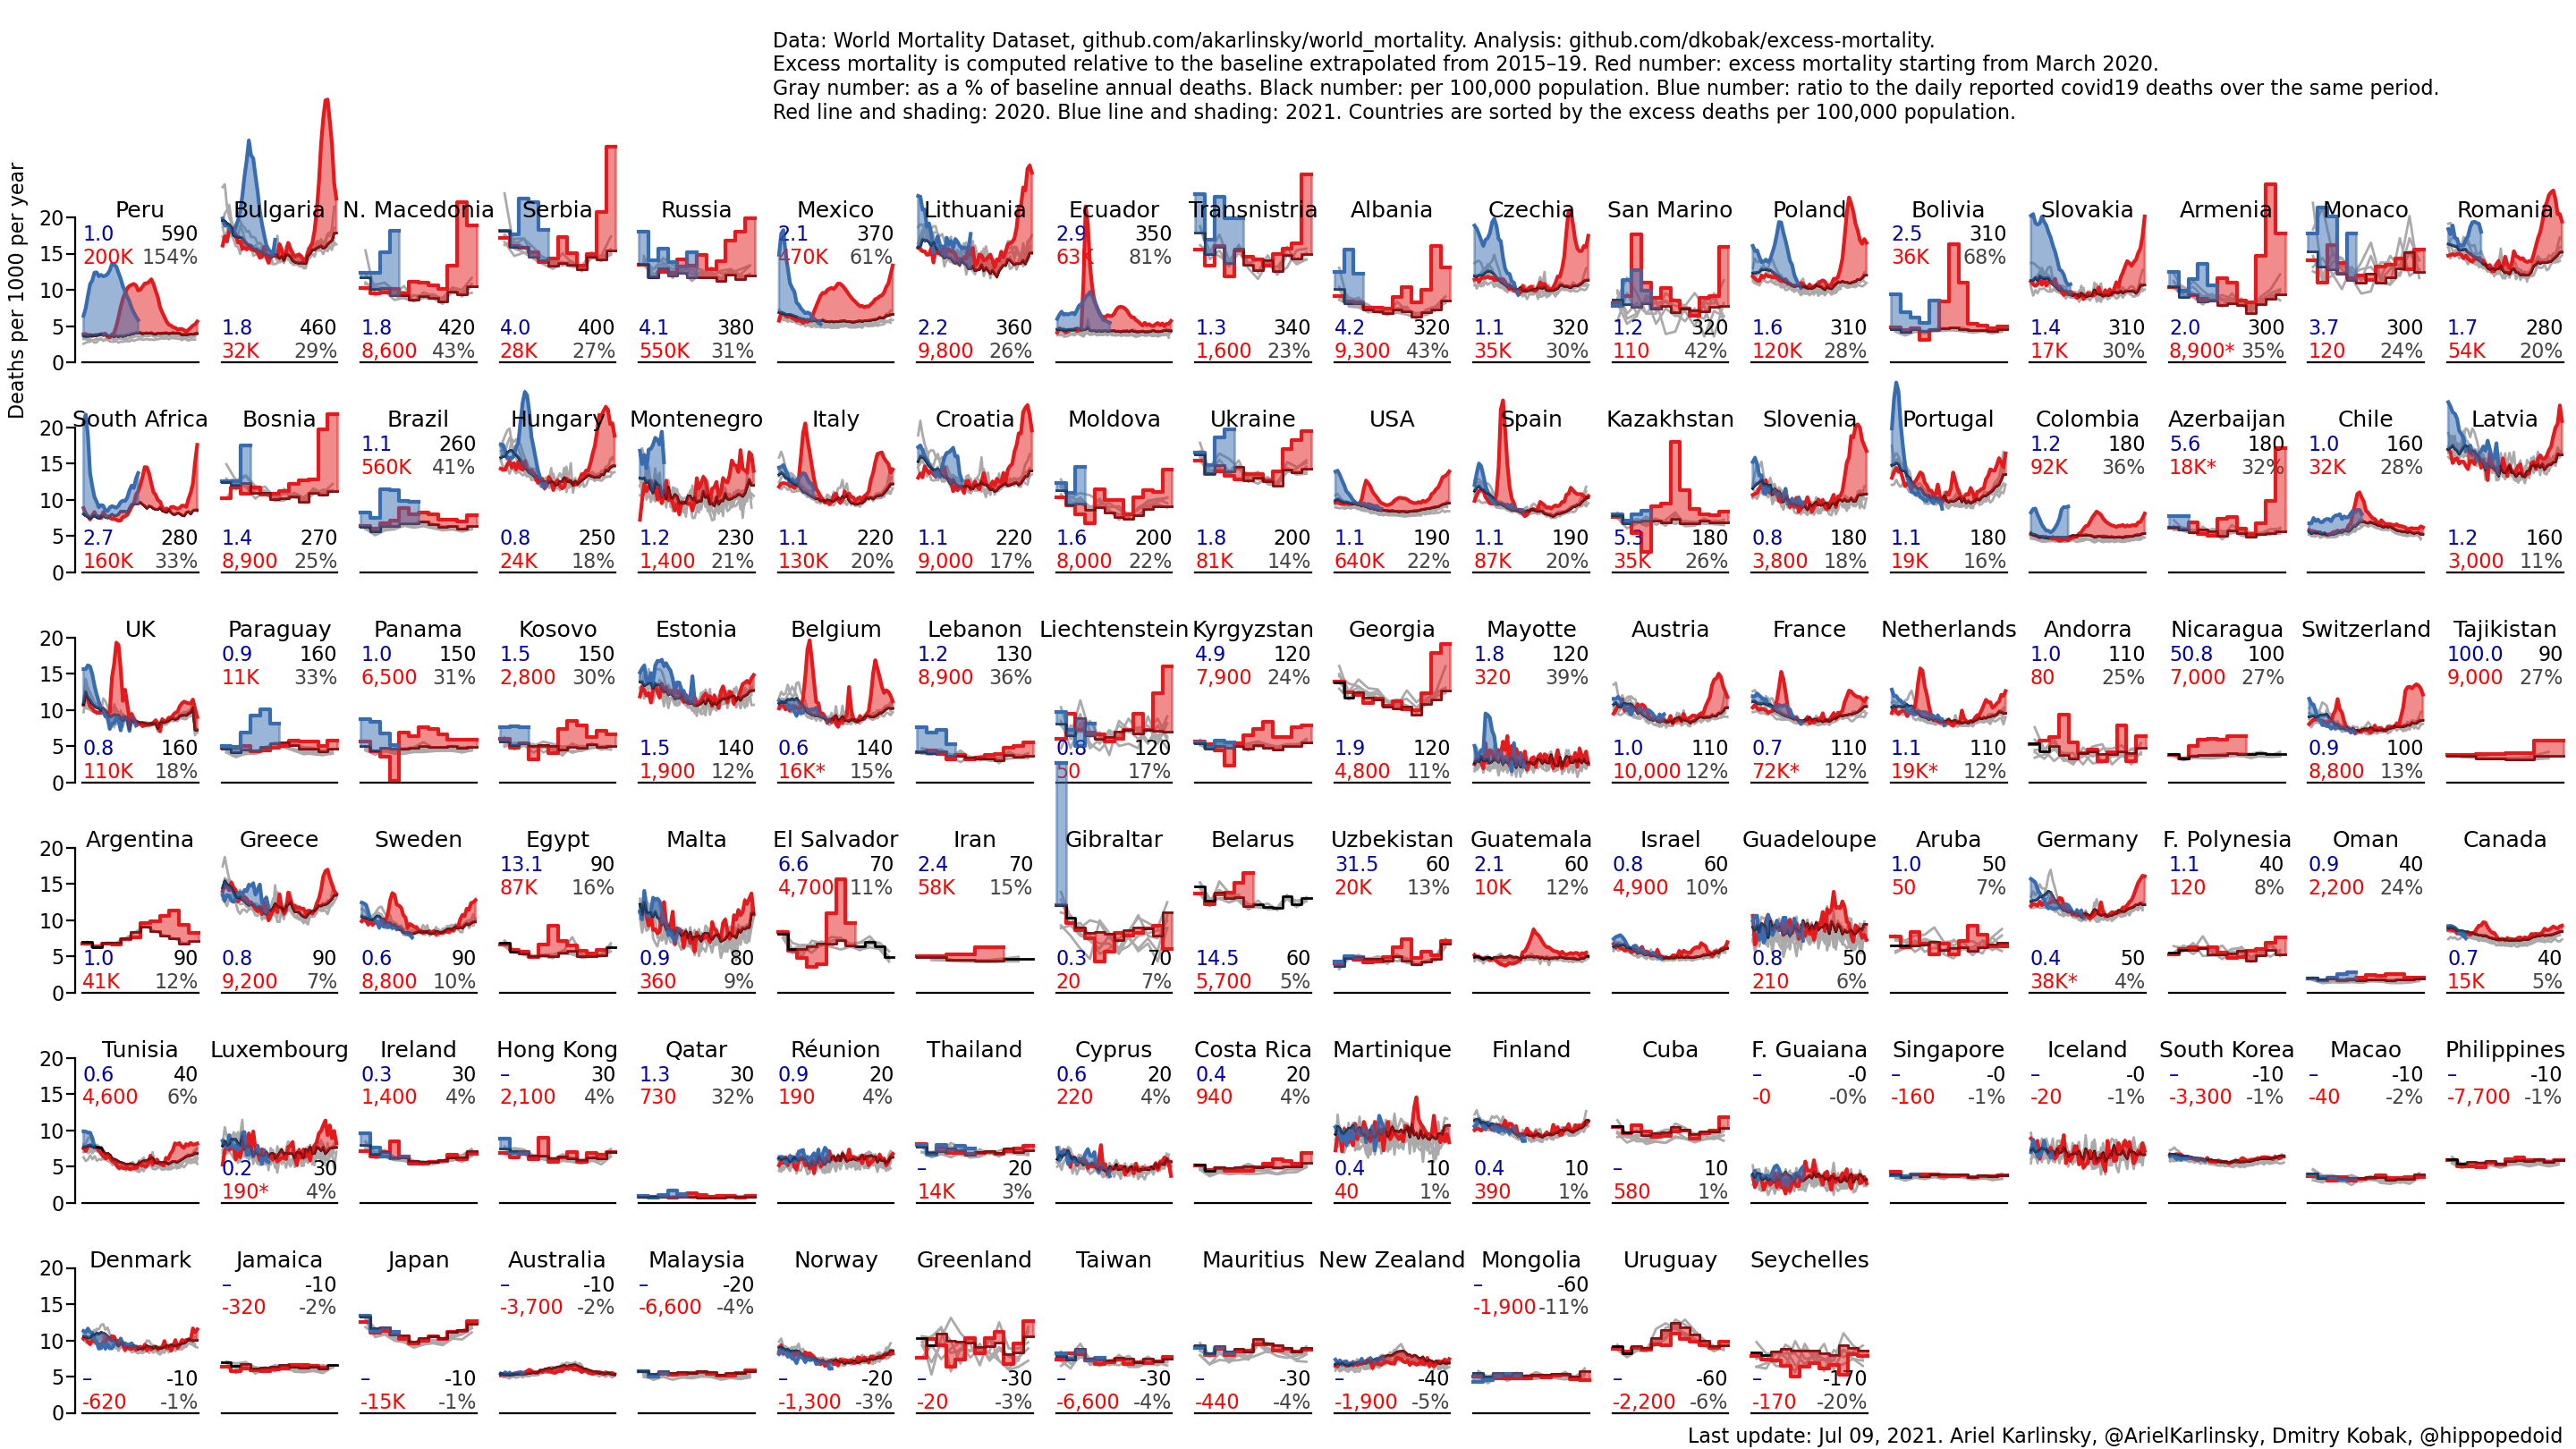 Data: World Mortality Dataset, github.com/akarlinsky/world_mortality. Analysis: github.com/dkobak/excess-mortality.
Excess mortality is computed relative to the baseline extrapolated from 2015–19. Red number: excess mortality starting from March 2020.
Gray number: as a % of baseline annual deaths. Black number: per 100,000 population. Blue number: ratio to the daily reported covid19 deaths over the same period.
Red line and shading: 2020. Blue line and shading: 2021. Countries are sorted by the excess deaths per 100,000 population.
Deaths per 1000 per year
20
15
10
5
0
Peru
1.0 590
200K 154%
Bulgaria
1.8 460
32K 29%
N. Macedonia
1.8 420
8,600 43%
Serbia
4.0 400
28K 27%
Russia
4.1 380
550K 31%
Mexico
2.1 370
470K 61%
Lithuania
2.2 360
9,800 26%
Ecuador
2.9 350
63K 81%
Transnistria
1.3 340
1,600 23%
Albania
4.2 320
9,300 43%
Czechia
1.1 320
35K 30%
San Marino
1.2 320
110 42%
Poland
1.6 310
120K 28%
Bolivia
2.5 310
36K 68%
Slovakia
1.4 310
17K 30%
Armenia
2.0 300
8,900* 35%
Monaco
3.7 300
120 24%
Romania
1.7 280
54K 20%
20
15
10
5
0
South Africa
2.7 280
160K 33%
Bosnia
1.4 270
8,900 25%
Brazil
1.1 260
560K 41%
Hungary
0.8 250
24K 18%
Montenegro
1.2 230
1,400 21%
Italy
1.1 220
130K 20%
Croatia
1.1 220
9,000 17%
Moldova
1.6 200
8,000 22%
Ukraine
1.8 200
81K 14%
USA
1.1 190
640K 22%
Spain
1.1 190
87K 20%
Kazakhstan
5.3 180
35K 26%
Slovenia
0.8 180
3,800 18%
Portugal
1.1 180
19K 16%
Colombia
1.2 180
92K 36%
Azerbaijan
5.6 180
18K* 32%
Chile
1.0 160
32K 28%
Latvia
1.2 160
3,000 11%
20
15
10
5
0
UK
0.8 160
110K 18%
Paraguay
0.9 160
11K 33%
Panama
1.0 150
6,500 31%
Kosovo
1.5 150
2,800 30%
Estonia
1.5 140
1,900 12%
Belgium
0.6 140
16K* 15%
Lebanon
1.2 130
8,900 36%
Liechtenstein
0.8 120
50 17%
Kyrgyzstan
4.9 120
7,900 24%
Georgia
1.9 120
4,800 11%
Mayotte
1.8 120
320 39%
Austria
1.0 110
10,000 12%
France
0.7 110
72K* 12%
Netherlands
1.1 110
19K* 12%
Andorra
1.0 110
80 25%
Nicaragua
50.8 100
7,000 27%
Switzerland
0.9 100
8,800 13%
Tajikistan
100.0 90
9,000 27%
20
15
10
5
0
Argentina
1.0 90
41K 12%
Greece
0.8 90
9,200 7%
Sweden
0.6 90
8,800 10%
Egypt
13.1 90
87K 16%
Malta
0.9 80
360 9%
El Salvador
6.6 70
4,700 11%
Iran
2.4 70
58K 15%
Gibraltar
0.3 70
20 7%
Belarus
14.5 60
5,700 5%
Uzbekistan
31.5 60
20K 13%
Guatemala
2.1 60
10K 12%
Israel
0.8 60
4,900 10%
Guadeloupe
0.8 50
210 6%
Aruba
1.0 50
50 7%
Germany
0.4 50
38K* 4%
F. Polynesia
1.1 40
120 8%
Oman
0.9 40
2,200 24%
Canada
0.7 40
15K 5%
20
15
10
5
0
Tunisia
0.6 40
4,600 6%
Luxembourg
0.2 30
190* 4%
Ireland
0.3 30
1,400 4%
Hong Kong
– 30
2,100 4%
Qatar
1.3 30
730 32%
Réunion
0.9 20
190 4%
Thailand
– 20
14K 3%
Cyprus
0.6 20
220 4%
Costa Rica
0.4 20
940 4%
Martinique
0.4 10
40 1%
Finland
0.4 10
390 1%
Cuba
– 10
580 1%
F. Guaiana
– -0
-0 -0%
Singapore
– -0
-160 -1%
Iceland
– -0
-20 -1%
South Korea
– -10
-3,300 -1%
Macao
– -10
-40 -2%
Philippines
– -10
-7,700 -1%
20
15
10
5
0
Denmark
– -10
-620 -1%
Jamaica
– -10
-320 -2%
Japan
– -10
-15K -1%
Australia
– -10
-3,700 -2%
Malaysia
– -20
-6,600 -4%
Norway
– -20
-1,300 -3%
Greenland
– -30
-20 -3%
Taiwan
– -30
-6,600 -4%
Mauritius
– -30
-440 -4%
New Zealand
– -40
-1,900 -5%
Mongolia
– -60
-1,900 -11%
Uruguay
– -60
-2,200 -6%
Seychelles
– -170
-170 -20%
Last update: Jul 09, 2021. Ariel Karlinsky, @ArielKarlinsky, Dmitry Kobak, @hippopedoid